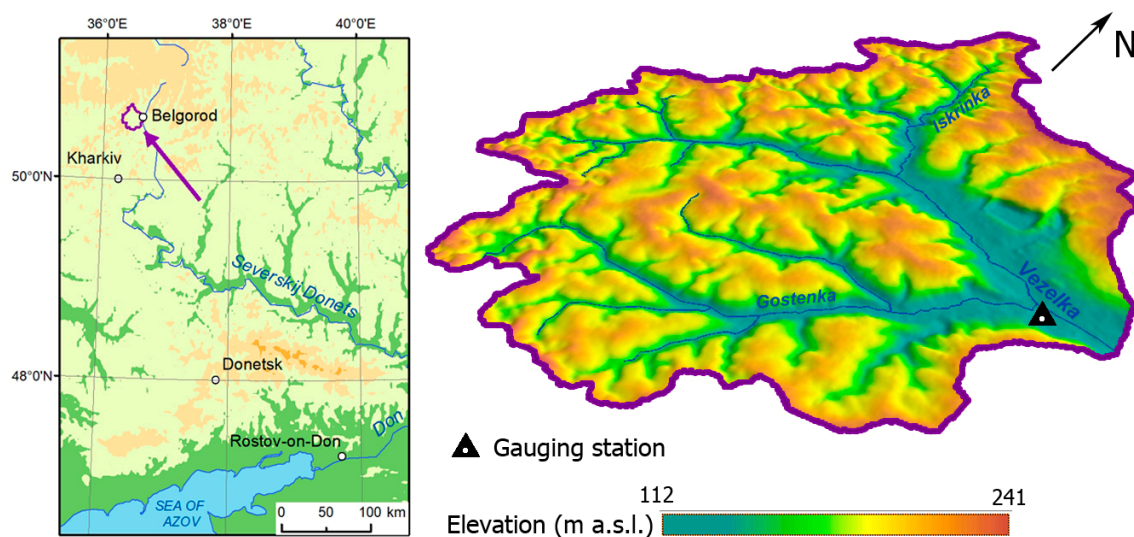 36°0'E
38°0'E
40°0'E
Belgorod
Kharkiv
50°0'N
Severskij Donets
Donetsk
48°0'N
Don
Rostov-on-Don
SEA OF
AZOV
0 50 100 km
N
Iskrinka
Vezelka
Gostenka
Gauging station
112
241
Elevation (m a.s.l.)